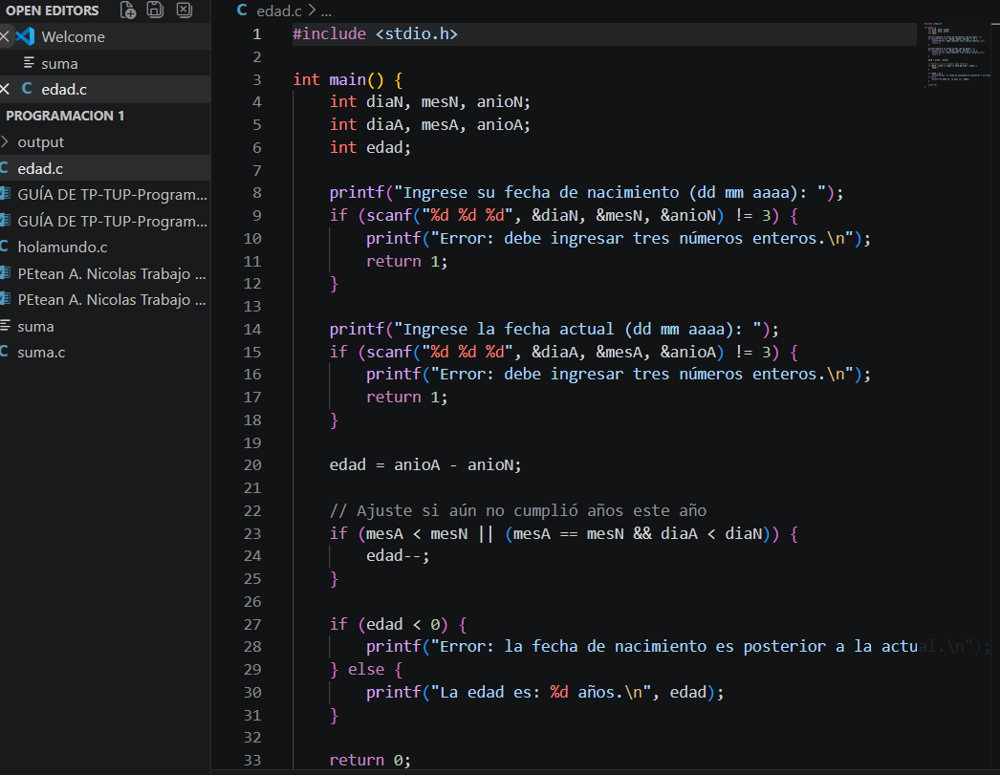 OPEN EDITORS
Welcome
suma
C edad.c
PROGRAMACION 1
output
C edad.c
GUÍA DE TP-TUP-Program...
GUÍA DE TP-TUP-Program...
C holamundo.c
PEtean A. Nicolas Trabajo ...
PEtean A. Nicolas Trabajo ...
suma
C suma.c
C edad.c > ...
1 #include <stdio.h>
2
3 int main() {
4     int diaN, mesN, anioN;
5     int diaA, mesA, anioA;
6     int edad;
7
8     printf("Ingrese su fecha de nacimiento (dd mm aaaa): ");
9     if (scanf("%d %d %d", &diaN, &mesN, &anioN) != 3) {
10         printf("Error: debe ingresar tres números enteros.\n");
11         return 1;
12     }
13
14     printf("Ingrese la fecha actual (dd mm aaaa): ");
15     if (scanf("%d %d %d", &diaA, &mesA, &anioA) != 3) {
16         printf("Error: debe ingresar tres números enteros.\n");
17         return 1;
18     }
19
20     edad = anioA - anioN;
21
22     // Ajuste si aún no cumplió años este año
23     if (mesA < mesN || (mesA == mesN && diaA < diaN)) {
24         edad--;
25     }
26
27     if (edad < 0) {
28         printf("Error: la fecha de nacimiento es posterior a la actual.\n");
29     } else {
30         printf("La edad es: %d años.\n", edad);
31     }
32
33     return 0;